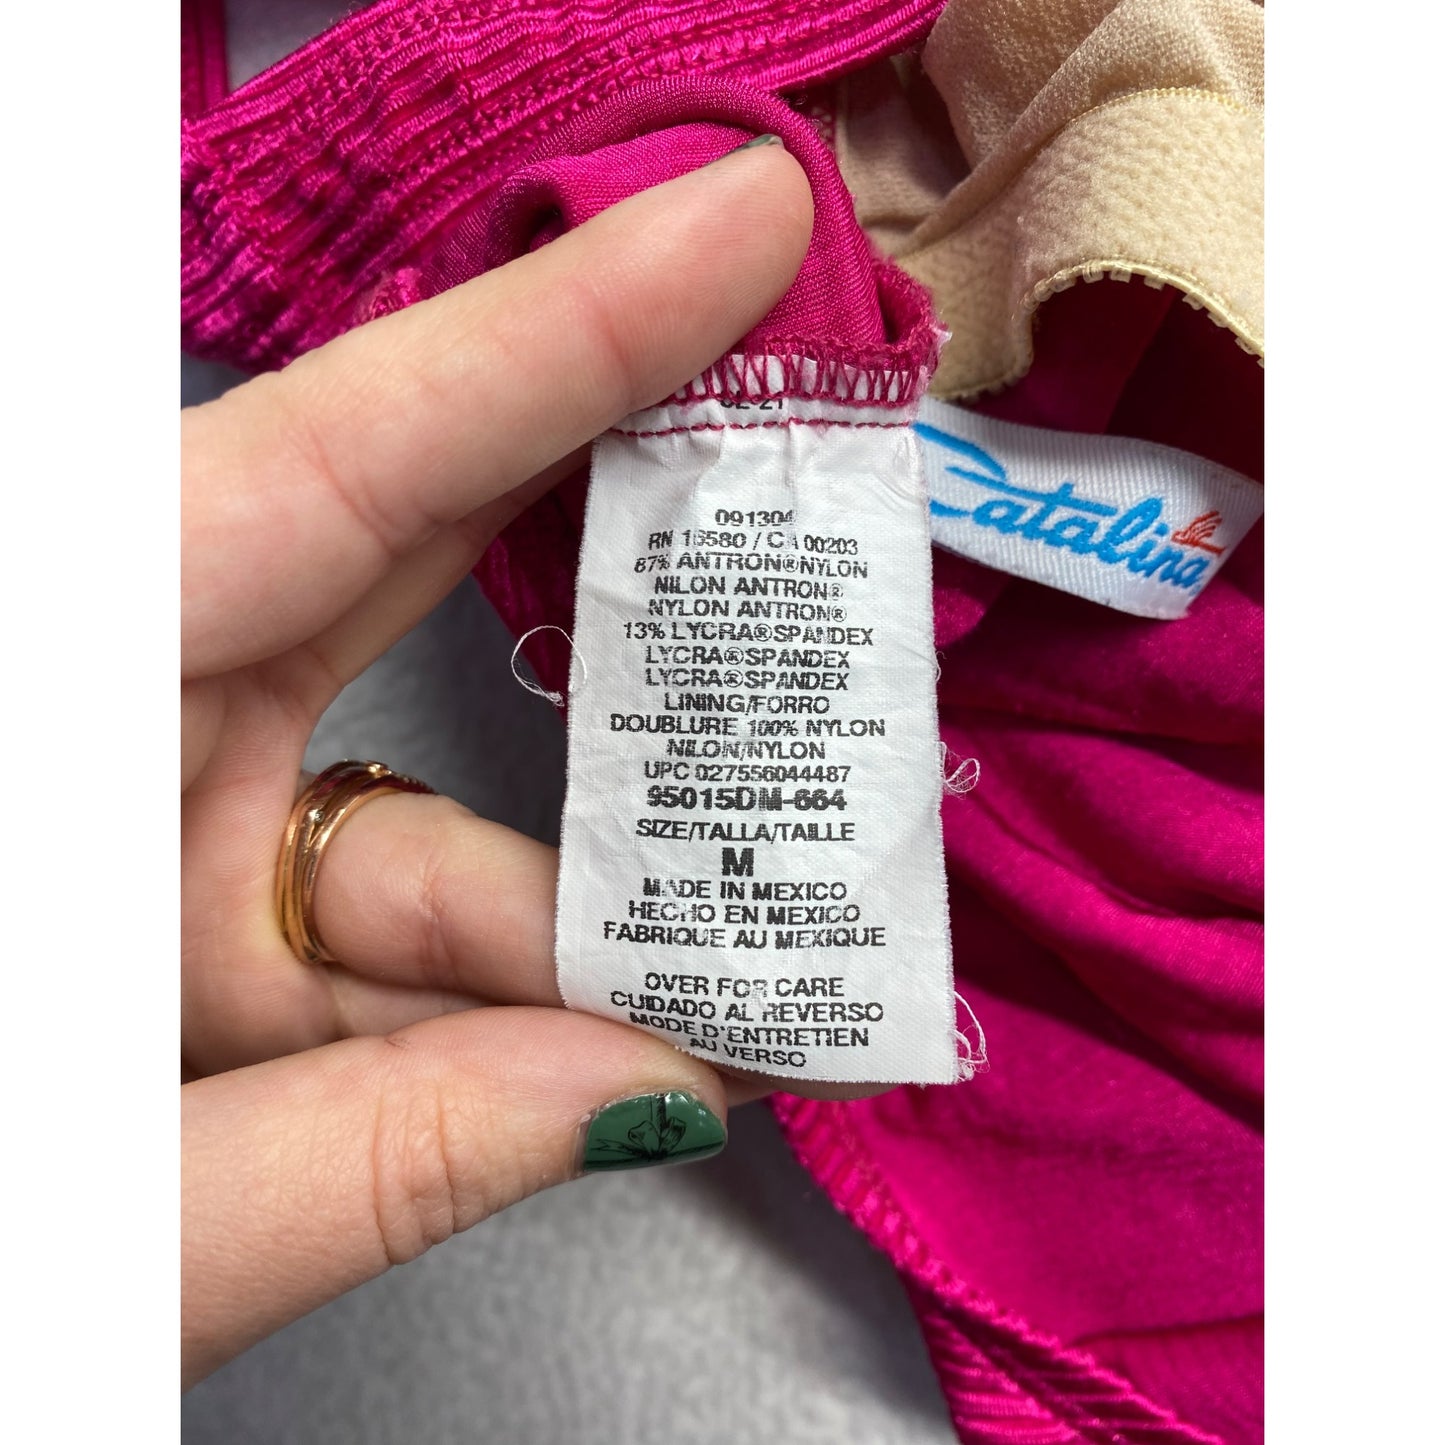 091304
RN 16580 / CA 00203
87% ANTRON®NYLON
NILON ANTRON®
NYLON ANTRON®
13% LYCRA®SPANDEX
LYCRA®SPANDEX
LYCRA®SPANDEX
LINING/FORRO
DOUBLURE 100% NYLON
NILON/NYLON
UPC 027556044487
95015DM-664
SIZE/TALLA/TAILLE
M
MADE IN MEXICO
HECHO EN MEXICO
FABRIQUE AU MEXIQUE
OVER FOR CARE
CUIDADO AL REVERSO
MODE D'ENTRETIEN
AU VERSO
Catalina